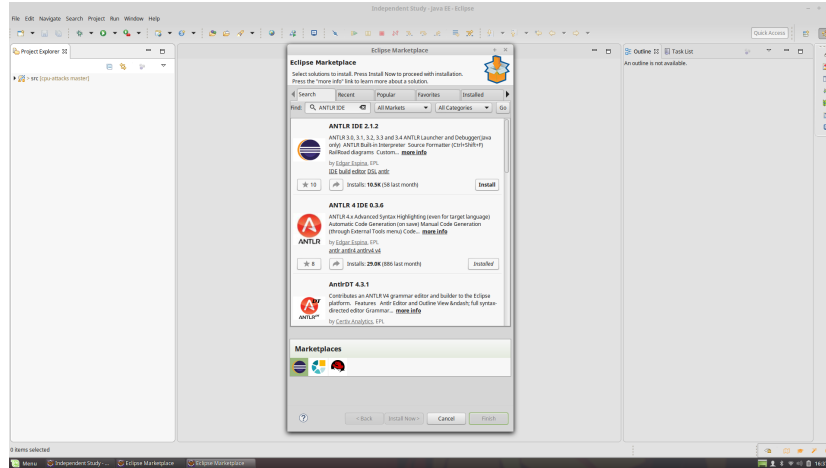 Independent Study - Java EE - Eclipse
File Edit Navigate Search Project Run Window Help
Quick Access
Project Explorer
> src [cpu-attacks master]
Eclipse Marketplace
Eclipse Marketplace
Select solutions to install. Press Install Now to proceed with installation.
Press the "more info" link to learn more about a solution.
Search Recent Popular Favorites Installed
Find: ANTLR IDE All Markets All Categories Go
ANTLR IDE 2.1.2
ANTLR 3.0, 3.1, 3.2, 3.3 and 3.4 ANTLR Launcher and Debugger(java
only) ANTLR Built-in Interpreter Source Formatter (Ctrl+Shift+F)
RailRoad diagrams Custom... more info
by Edgar Espina, EPL
IDE build editor DSL antlr
10 Installs: 10.5K (58 last month) Install
ANTLR 4 IDE 0.3.6
ANTLR 4.x Advanced Syntax Highlighting (even for target language)
Automatic Code Generation (on save) Manual Code Generation
(through External Tools menu) Code... more info
ANTLR
by Edgar Espina, EPL
antlr antlr4 antlrv4 v4
8 Installs: 29.0K (886 last month) Installed
AntlrDT 4.3.1
Contributes an ANTLR V4 grammar editor and builder to the Eclipse
platform. Features Antlr Editor and Outline View &ndash; full syntax-
directed editor Grammar... more info
DT
ANTLR
by Certiv Analytics, EPL
Marketplaces
? < Back Install Now > Cancel Finish
Outline Task List
An outline is not available.
0 items selected
Menu Independent Study - ... Eclipse Marketplace Eclipse Marketplace